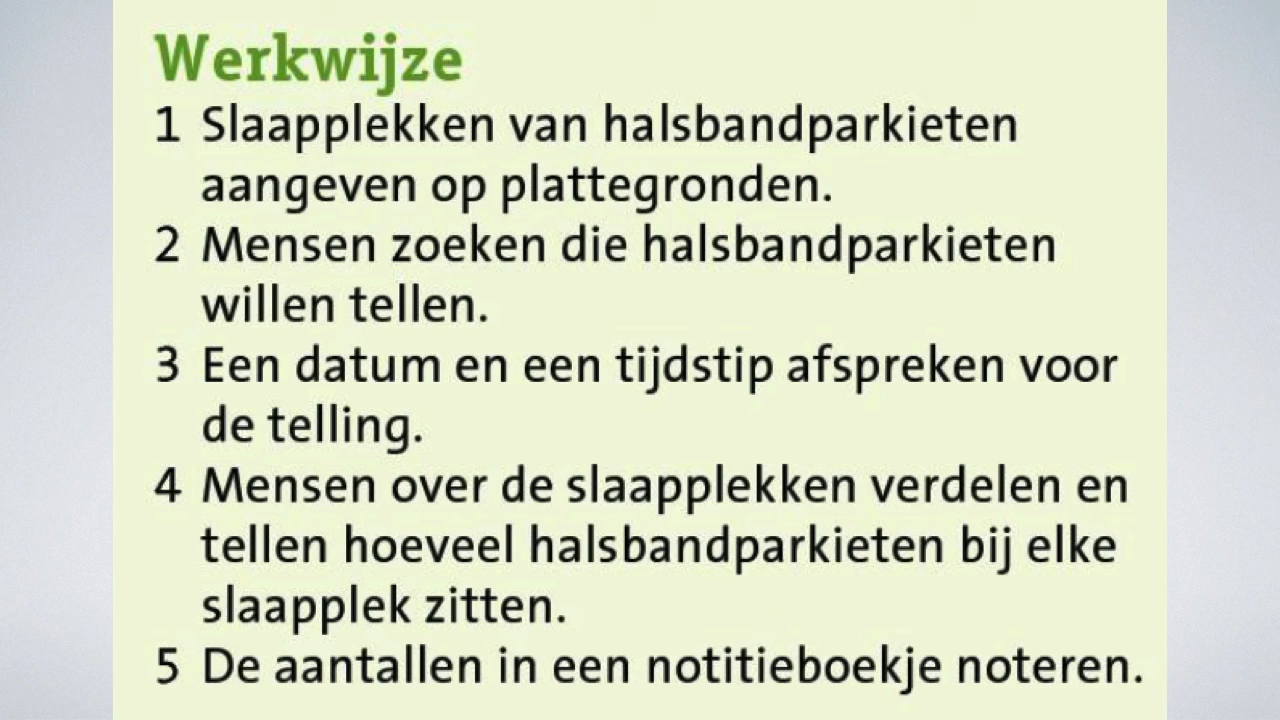 Werkwijze
1 Slaapplekken van halsbandparkieten
aangeven op plattegronden.
2 Mensen zoeken die halsbandparkieten
willen tellen.
3 Een datum en een tijdstip afspreken voor
de telling.
4 Mensen over de slaapplekken verdelen en
tellen hoeveel halsbandparkieten bij elke
slaapplek zitten.
5 De aantallen in een notitieboekje noteren.